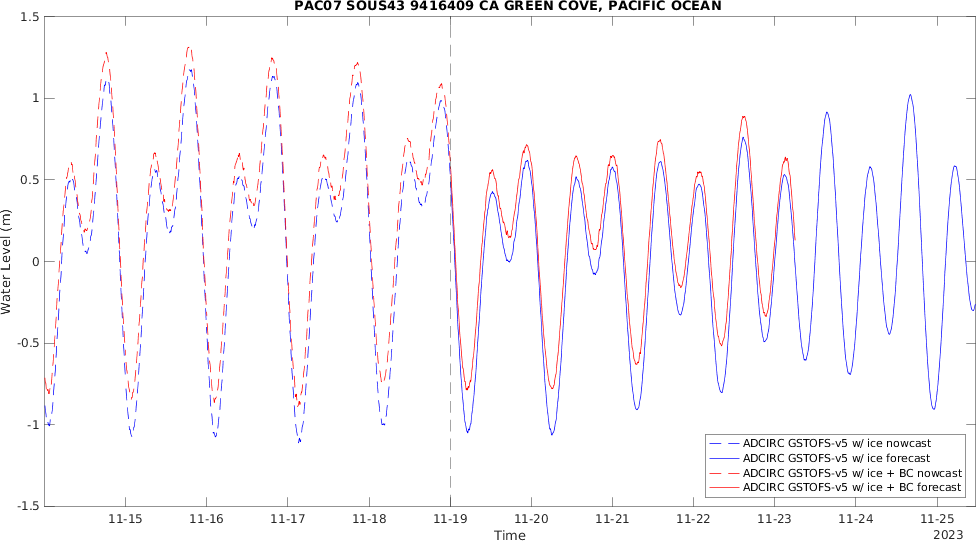 PAC07 SOUS43 9416409 CA GREEN COVE, PACIFIC OCEAN
1.5
1
0.5
0
-0.5
-1
-1.5
Water Level (m)
11-15
11-16
11-17
11-18
11-19
11-20
11-21
11-22
11-23
11-24
11-25
Time
2023
ADCIRC GSTOFS-v5 w/ ice nowcast
ADCIRC GSTOFS-v5 w/ ice forecast
ADCIRC GSTOFS-v5 w/ ice + BC nowcast
ADCIRC GSTOFS-v5 w/ ice + BC forecast